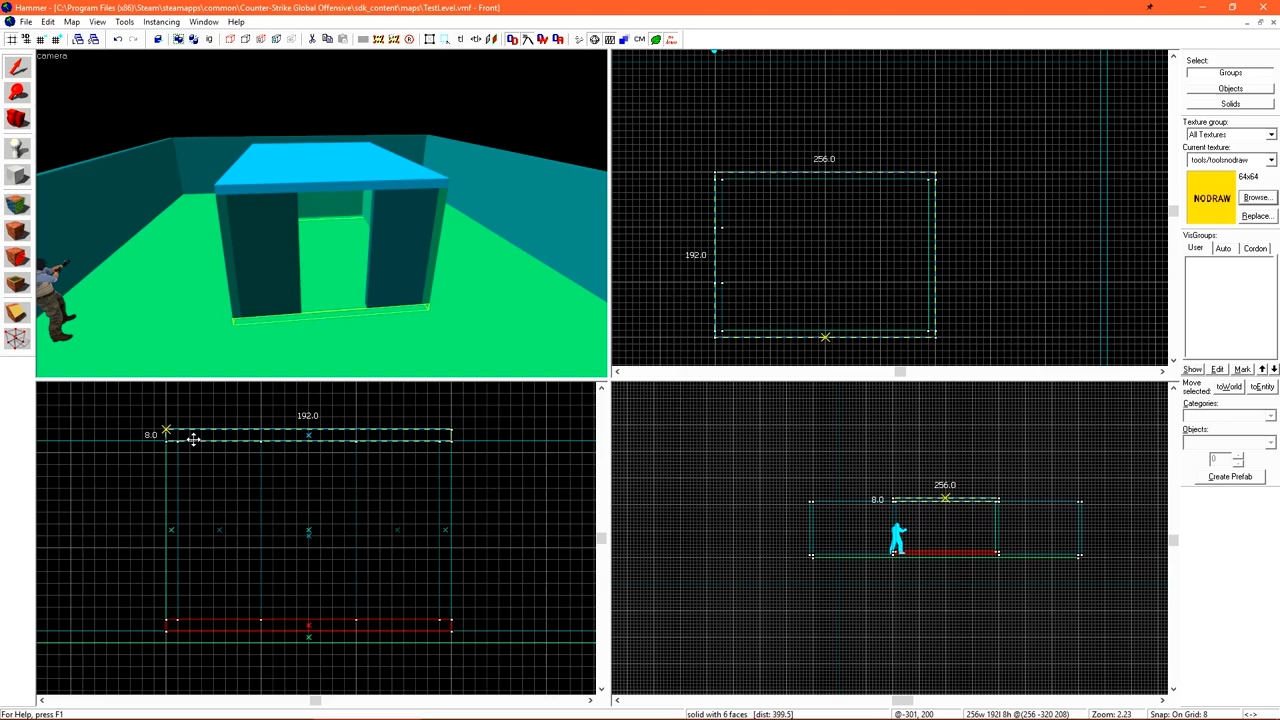 Hammer - [C:\Program Files (x86)\Steam\steamapps\common\Counter-Strike Global Offensive\sdk_content\maps\TestLevel.vmf - Front]
File Edit Map View Tools Instancing Window Help
camera
Select:
Groups
Objects
Solids
Texture group:
All Textures
Current texture:
tools/toolsnodraw
64x64
NODRAW
Browse...
Replace...
VisGroups:
User Auto Cordon
Show Edit Mark
Move selected:
toWorld toEntity
Categories:
Objects:
0
Create Prefab
256.0
192.0
192.0
8.0
256.0
8.0
For Help, press F1
solid with 6 faces [dist: 399.5]
@-301, 200
256w 192l 8h @(256 -320 208)
Zoom: 2.23
Snap: On Grid: 8
<->